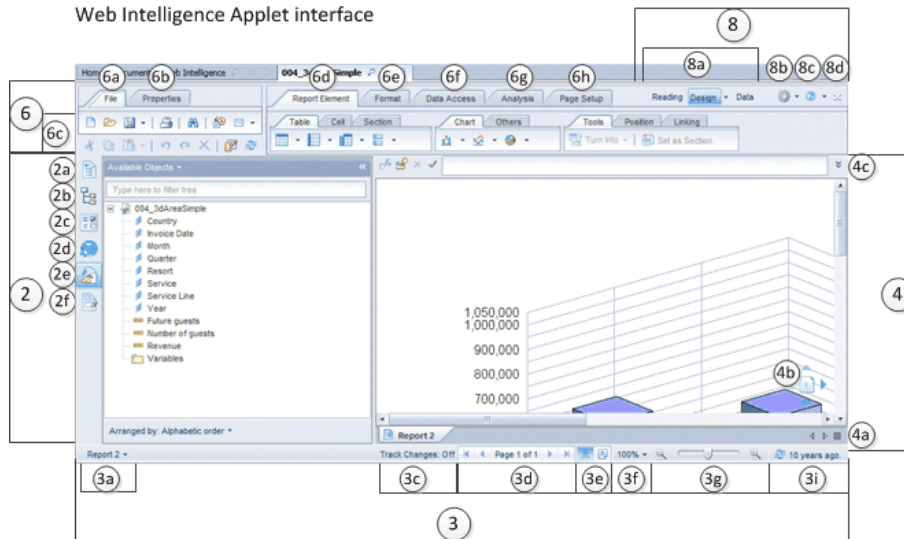 Web Intelligence Applet interface
8
8a 8b 8c 8d
6a 6b 6d 6e 6f 6g 6h
Web Intelligence
File Properties
Report Element Format Data Access Analysis Page Setup
Reading Design Data
6
6c
Table Cell Section
Chart Others
Tools Position Linking
Turn Into Set as Section
2a
2b
2c
2d
2e
2f
2
Available Objects
Type here to filter tree
004_3dAreaSimple
Country
Invoice Date
Month
Quarter
Resort
Service
Service Line
Year
Future guests
Number of guests
Revenue
Variables
Arranged by: Alphabetic order
4c
4
1,050,000
1,000,000
900,000
800,000
700,000
4b
1
Report 2
4a
Report 2
Track Changes: Off Page 1 of 1 100% 10 years ago.
3a 3c 3d 3e 3f 3g 3i
3